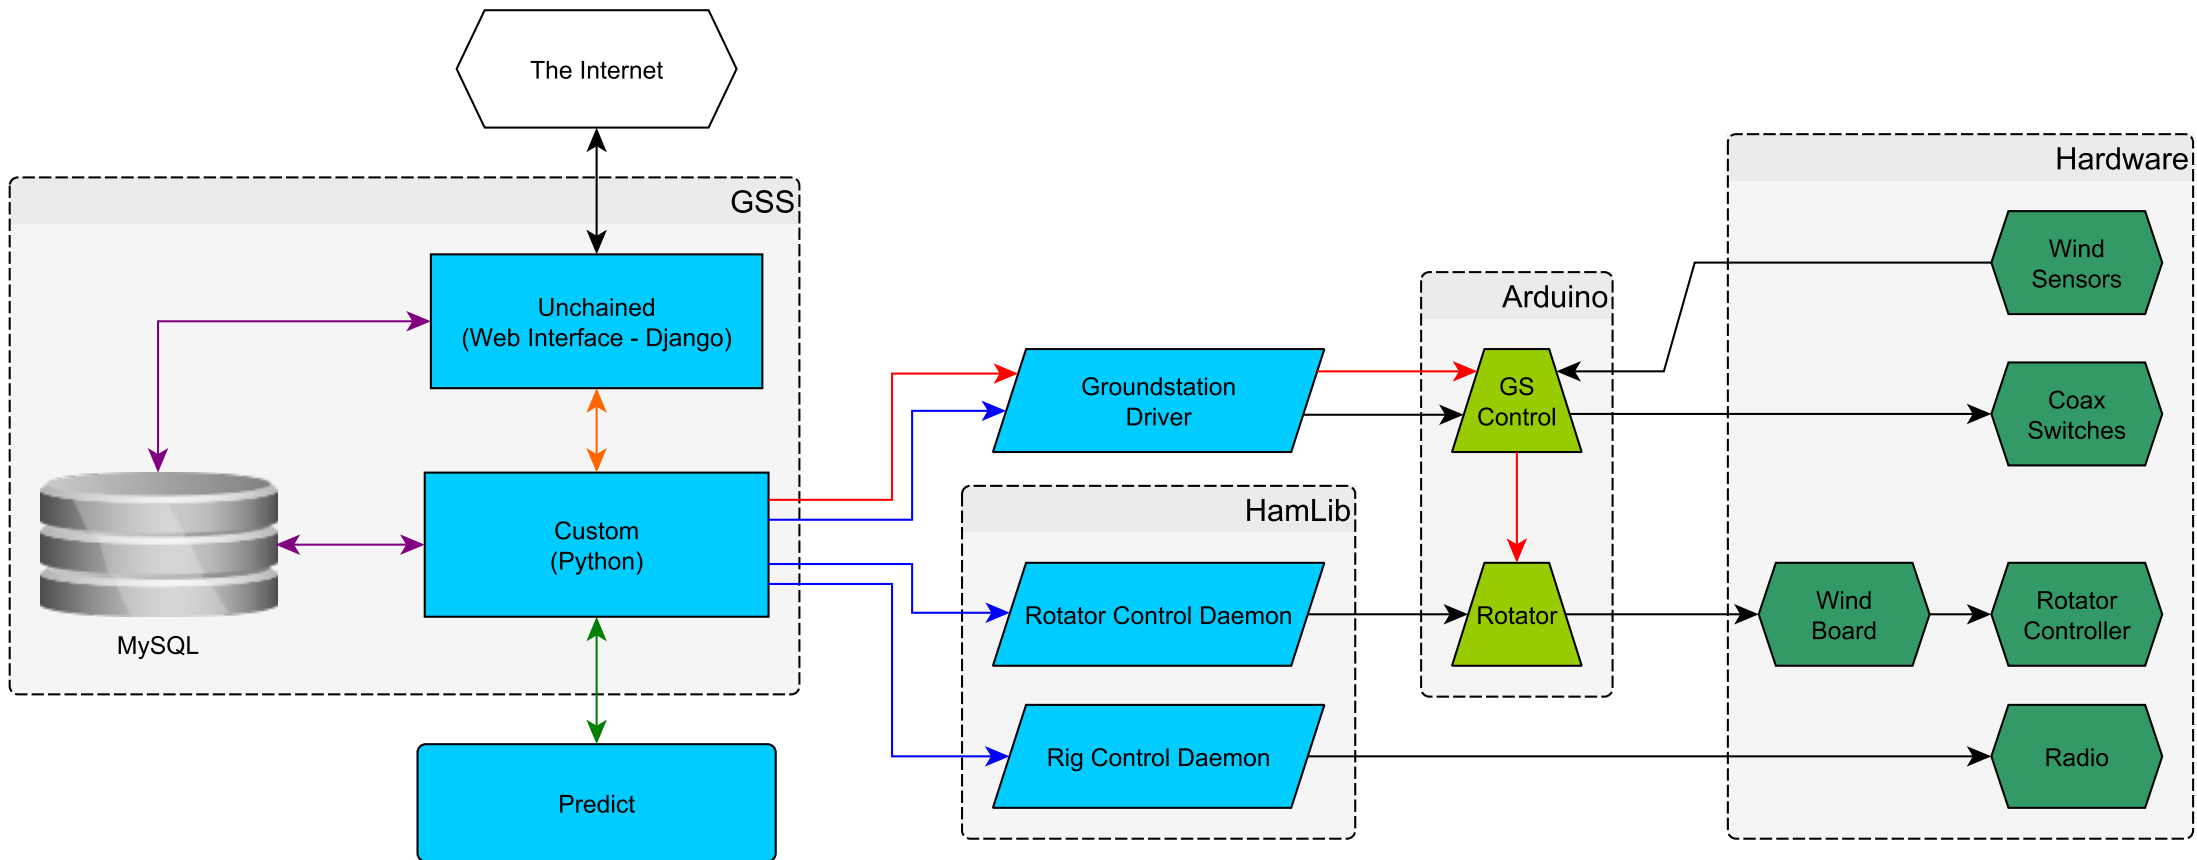 The Internet
GSS
Unchained
(Web Interface - Django)
Custom
(Python)
MySQL
Predict
Groundstation
Driver
HamLib
Rotator Control Daemon
Rig Control Daemon
Arduino
GS
Control
Rotator
Hardware
Wind
Sensors
Coax
Switches
Wind
Board
Rotator
Controller
Radio